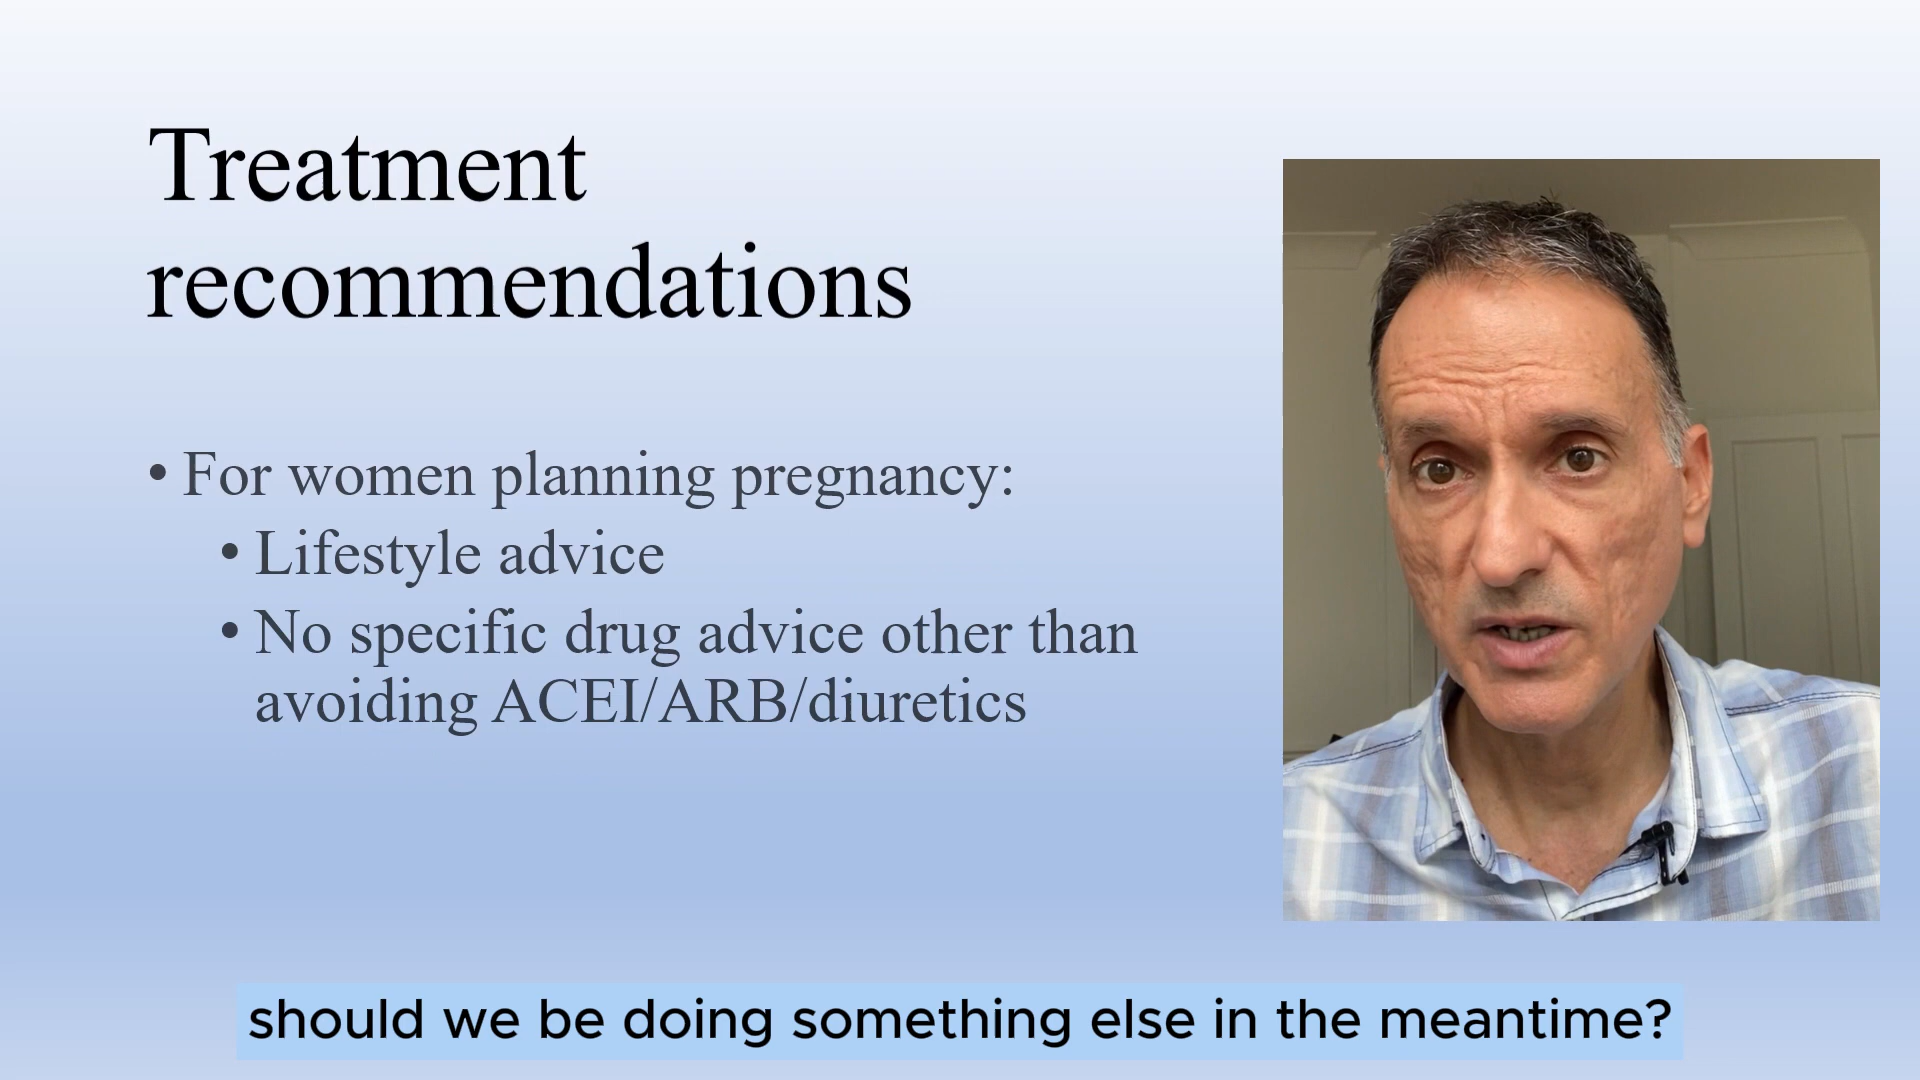 Treatment
recommendations
• For women planning pregnancy:
• Lifestyle advice
• No specific drug advice other than
avoiding ACEI/ARB/diuretics
should we be doing something else in the meantime?